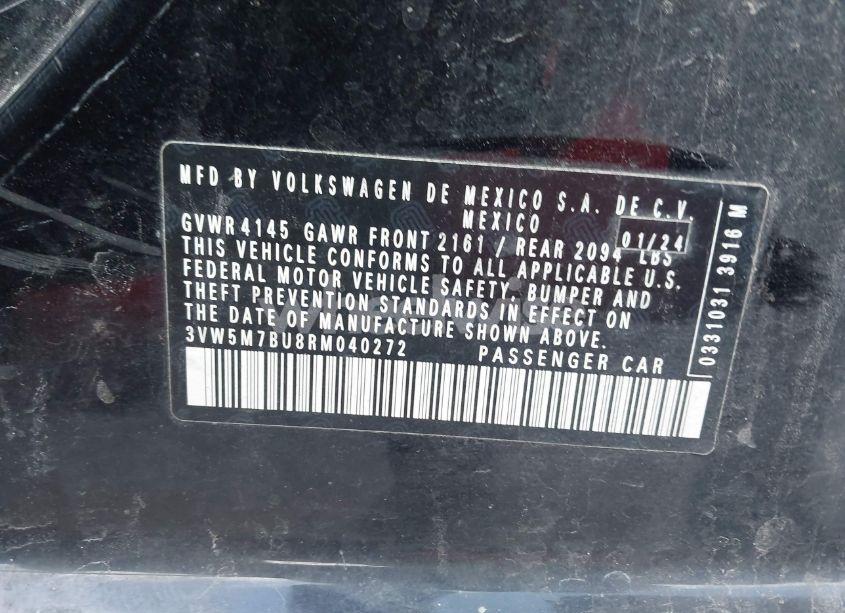 MFD BY VOLKSWAGEN DE MEXICO S.A. DE C.V.
MEXICO
01/24
GVWR 4145 GAWR FRONT 2161 / REAR 2094 LBS
THIS VEHICLE CONFORMS TO ALL APPLICABLE U.S.
FEDERAL MOTOR VEHICLE SAFETY, BUMPER AND
THEFT PREVENTION STANDARDS IN EFFECT ON
THE DATE OF MANUFACTURE SHOWN ABOVE.
3VW5M7BU8RM040272 PASSENGER CAR
0331031 3916 M